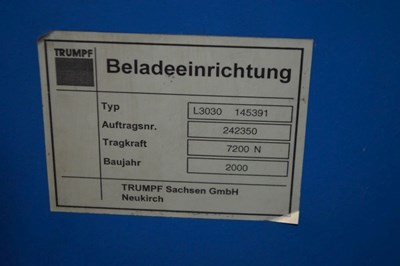 TRUMPF
Beladeeinrichtung
Typ L3030 145391
Auftragsnr. 242350
Tragkraft 7200 N
Baujahr 2000
TRUMPF Sachsen GmbH
Neukirch